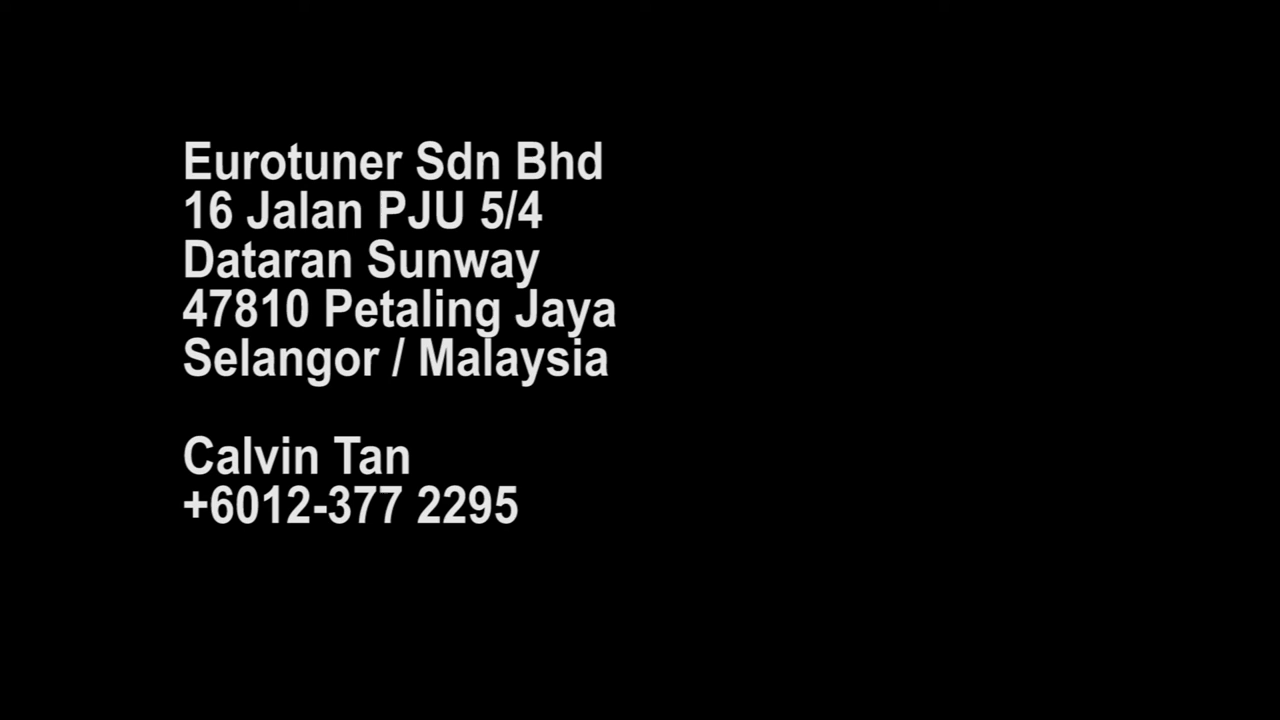 Eurotuner Sdn Bhd
16 Jalan PJU 5/4
Dataran Sunway
47810 Petaling Jaya
Selangor / Malaysia
Calvin Tan
+6012-377 2295